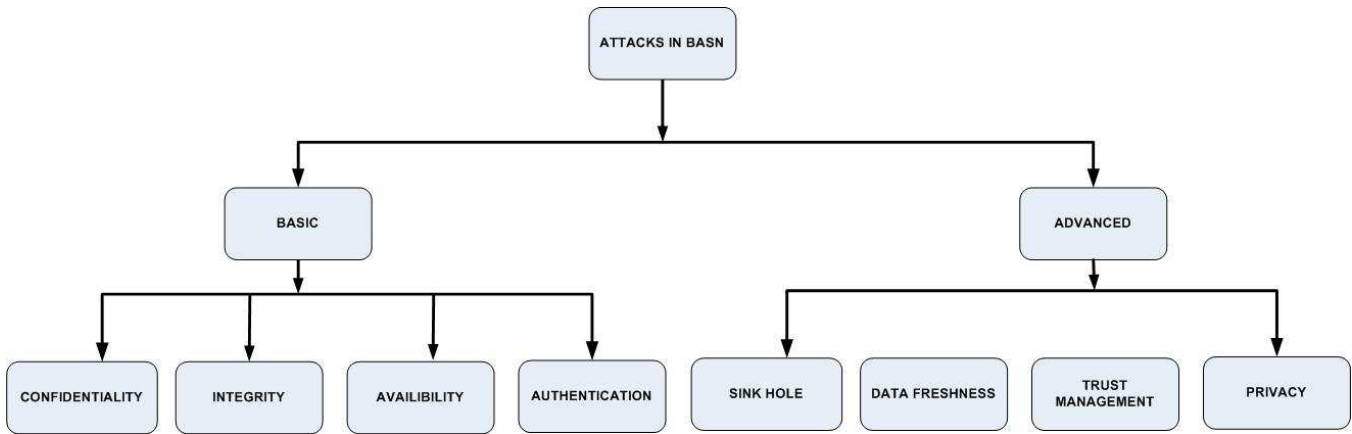 ATTACKS IN BASN
BASIC
ADVANCED
CONFIDENTIALITY
INTEGRITY
AVAILIBILITY
AUTHENTICATION
SINK HOLE
DATA FRESHNESS
TRUST
MANAGEMENT
PRIVACY